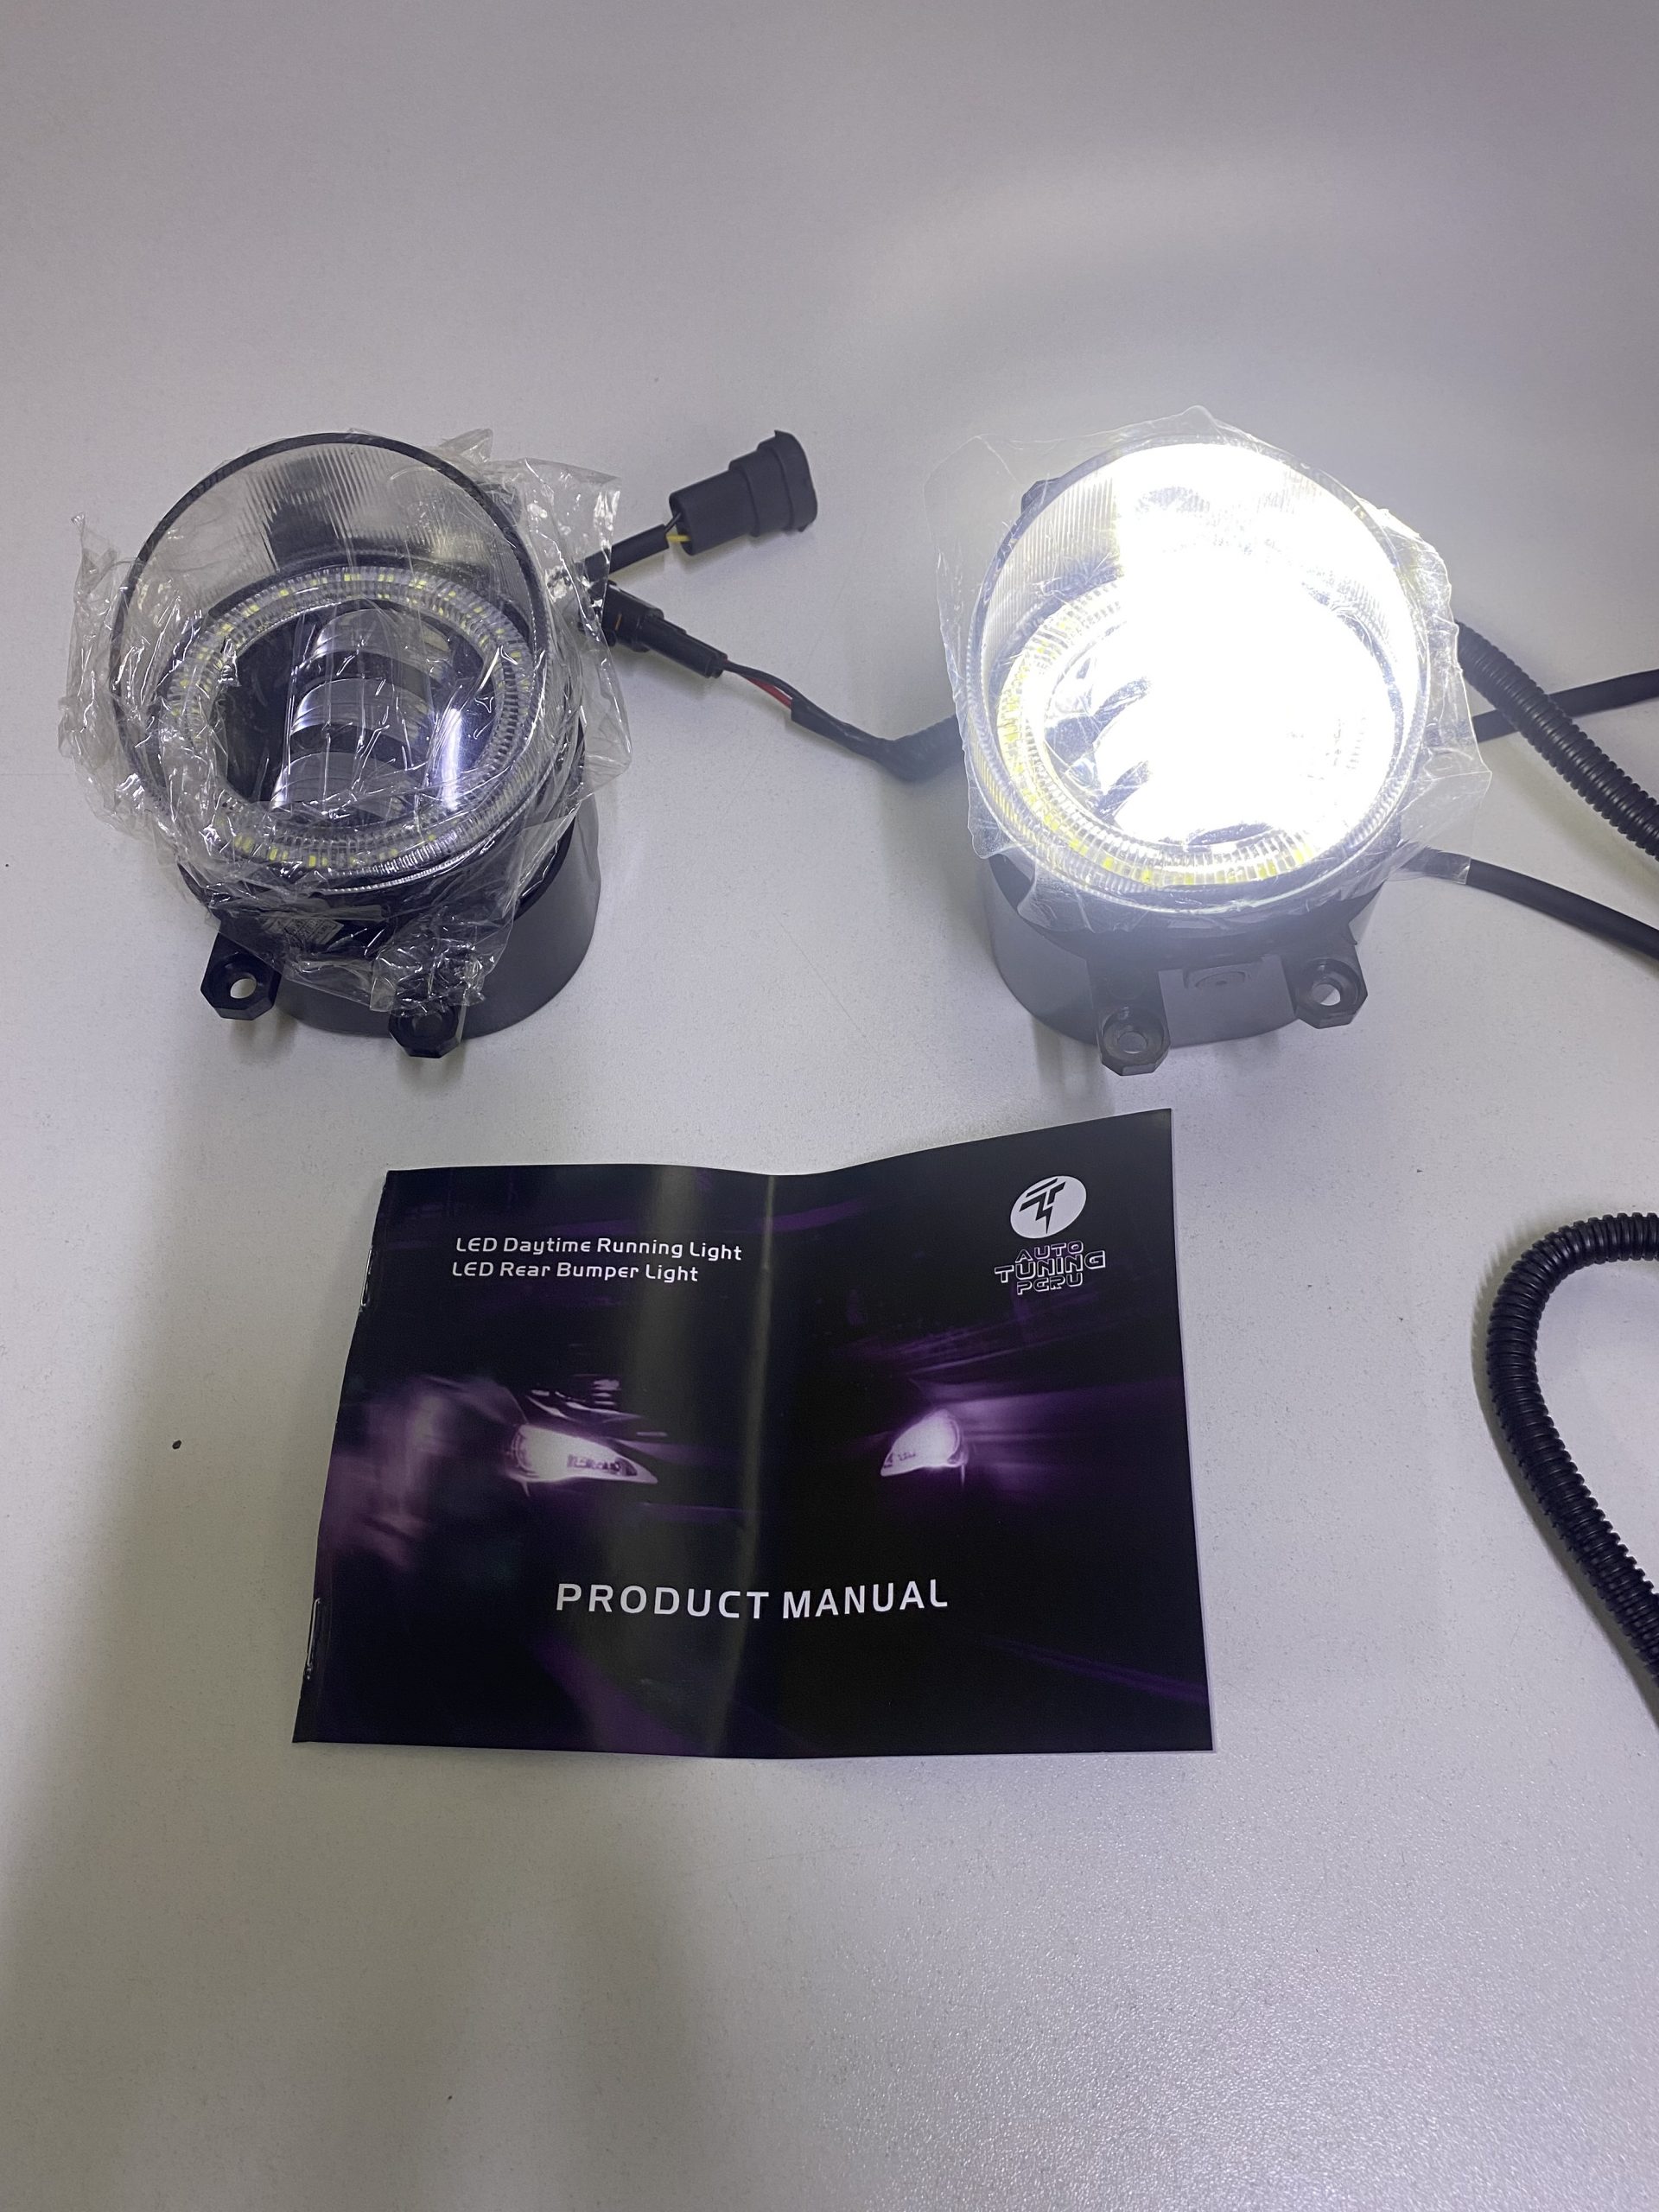 LED Daytime Running Light
LED Rear Bumper Light
AUTO
TUNING
PERU
PRODUCT MANUAL